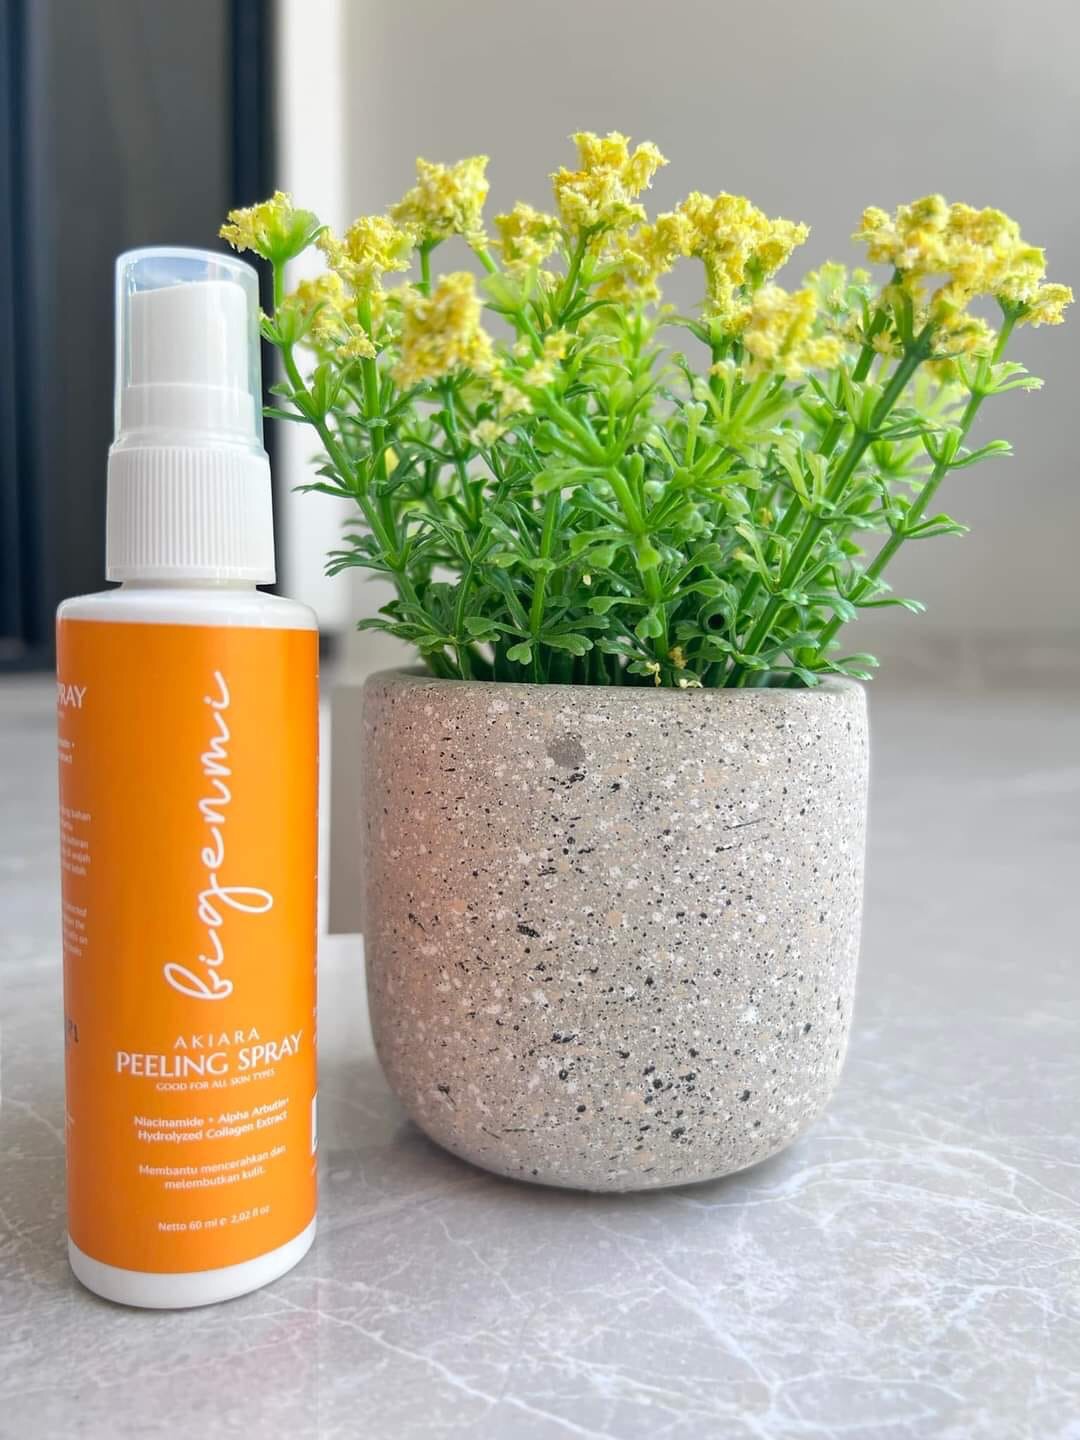 bigenmi
AKIARA
PEELING SPRAY
GOOD FOR ALL SKIN TYPES
Niacinamide + Alpha Arbutin+
Hydrolyzed Collagen Extract
Membantu mencerahkan dan
melembutkan kulit.
Netto 60 ml e 2,02 fl oz